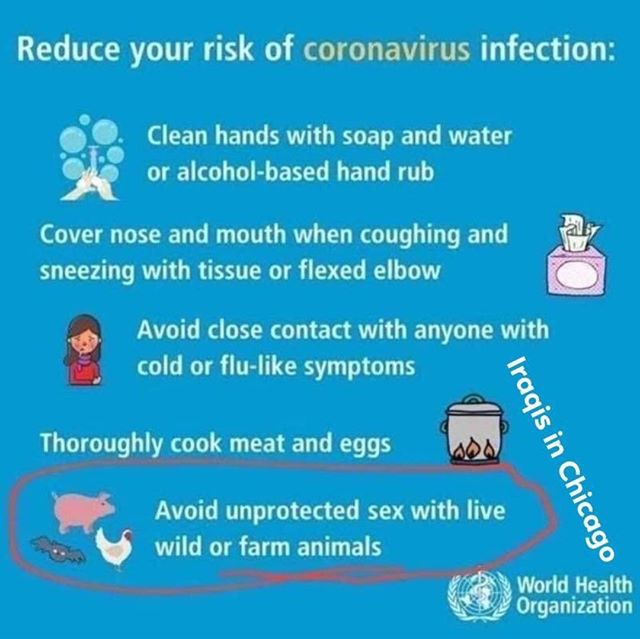 Reduce your risk of coronavirus infection:
Clean hands with soap and water
or alcohol-based hand rub
Cover nose and mouth when coughing and
sneezing with tissue or flexed elbow
Avoid close contact with anyone with
cold or flu-like symptoms
Thoroughly cook meat and eggs
Avoid unprotected sex with live
wild or farm animals
Iraqis in Chicago
World Health
Organization